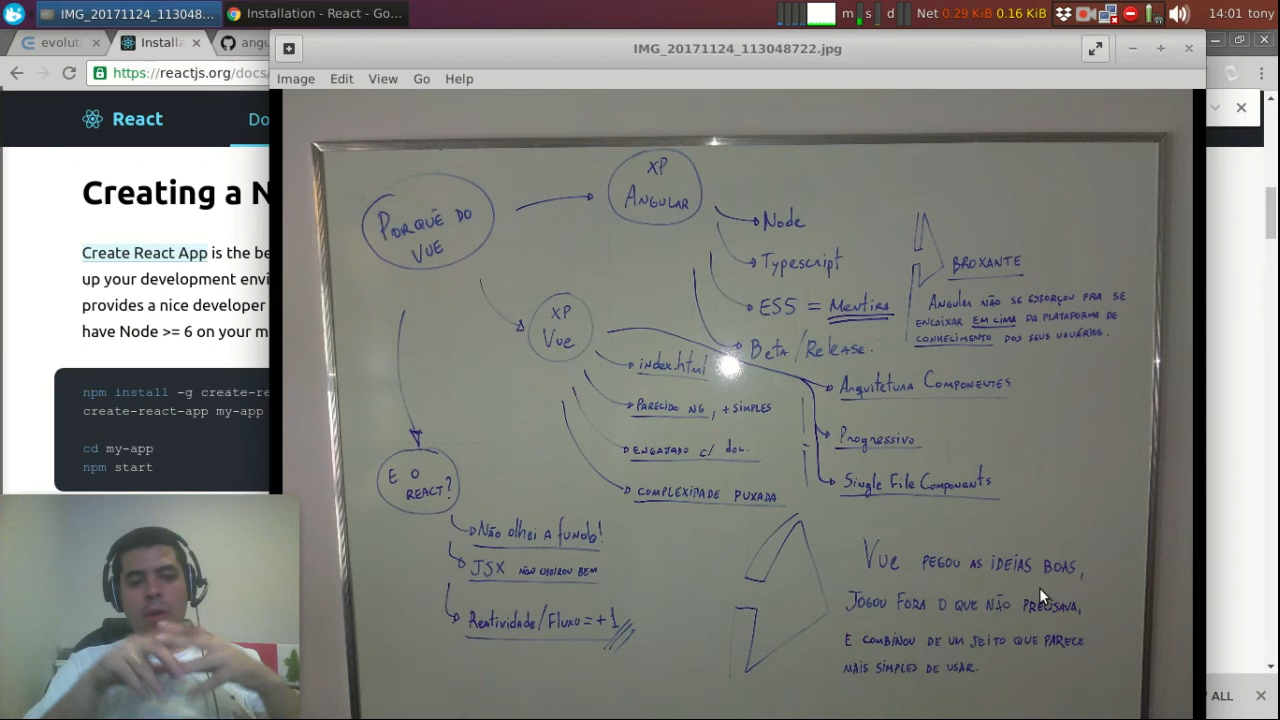 IMG_20171124_113048...
Installation - React - Go...
m
s
d
Net 0.29 KiB 0.16 KiB
14:01 tony
evolutic
Installa
angu
IMG_20171124_113048722.jpg
https://reactjs.org/docs/
Image Edit View Go Help
React
Do
Creating a N
Create React App is the be
up your development envi
provides a nice developer
have Node >= 6 on your m
npm install -g create-re
create-react-app my-app
cd my-app
npm start
ALL
PORQUÊ DO
VUE
XP
ANGULAR
Node
Typescript
ES5 = Mentira
Beta/Release.
BROXANTE
ANGULAR NÃO SE ESFORÇOU PRA SE
ENCAIXAR EM CIMA DA PLATAFORMA DE
CONHECIMENTO DOS SEUS USUÁRIOS.
XP
Vue
index.html
PARECIDO NG, + SIMPLES
ENGAJADO C/ DOC.
COMPLEXIDADE PUXADA
ARQUITETURA COMPONENTES
Progressivo
Single File Components
E O
REACT?
Não olhei a fundo!
JSX NÃO CHEIROU BEM
Reatividade/Fluxo = +1
VUE PEGOU AS IDEIAS BOAS,
JOGOU FORA O QUE NÃO PRECISAVA,
E COMBINOU DE UM JEITO QUE PARECE
MAIS SIMPLES DE USAR.